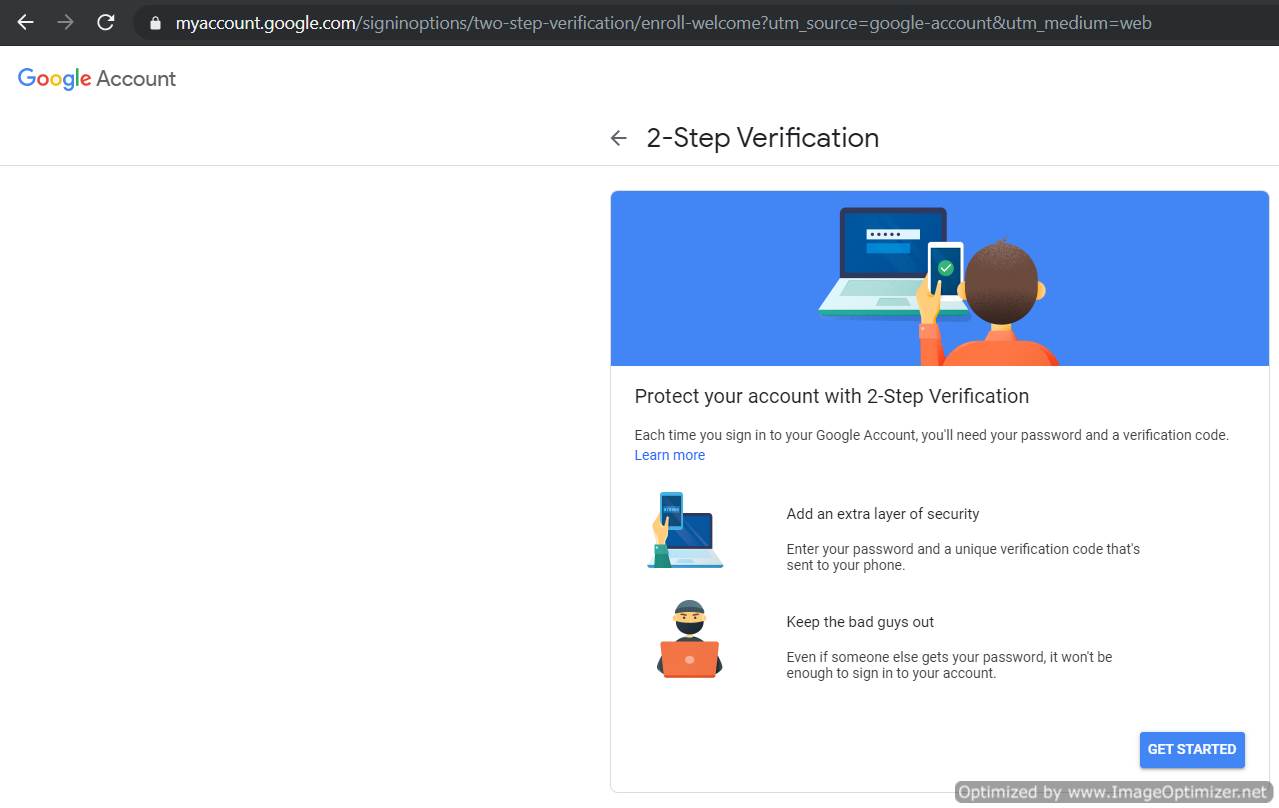 myaccount.google.com/signinoptions/two-step-verification/enroll-welcome?utm_source=google-account&utm_medium=web
Google Account
2-Step Verification
Protect your account with 2-Step Verification
Each time you sign in to your Google Account, you'll need your password and a verification code.
Learn more
Add an extra layer of security
Enter your password and a unique verification code that's
sent to your phone.
Keep the bad guys out
Even if someone else gets your password, it won't be
enough to sign in to your account.
GET STARTED
Optimized by www.ImageOptimizer.net